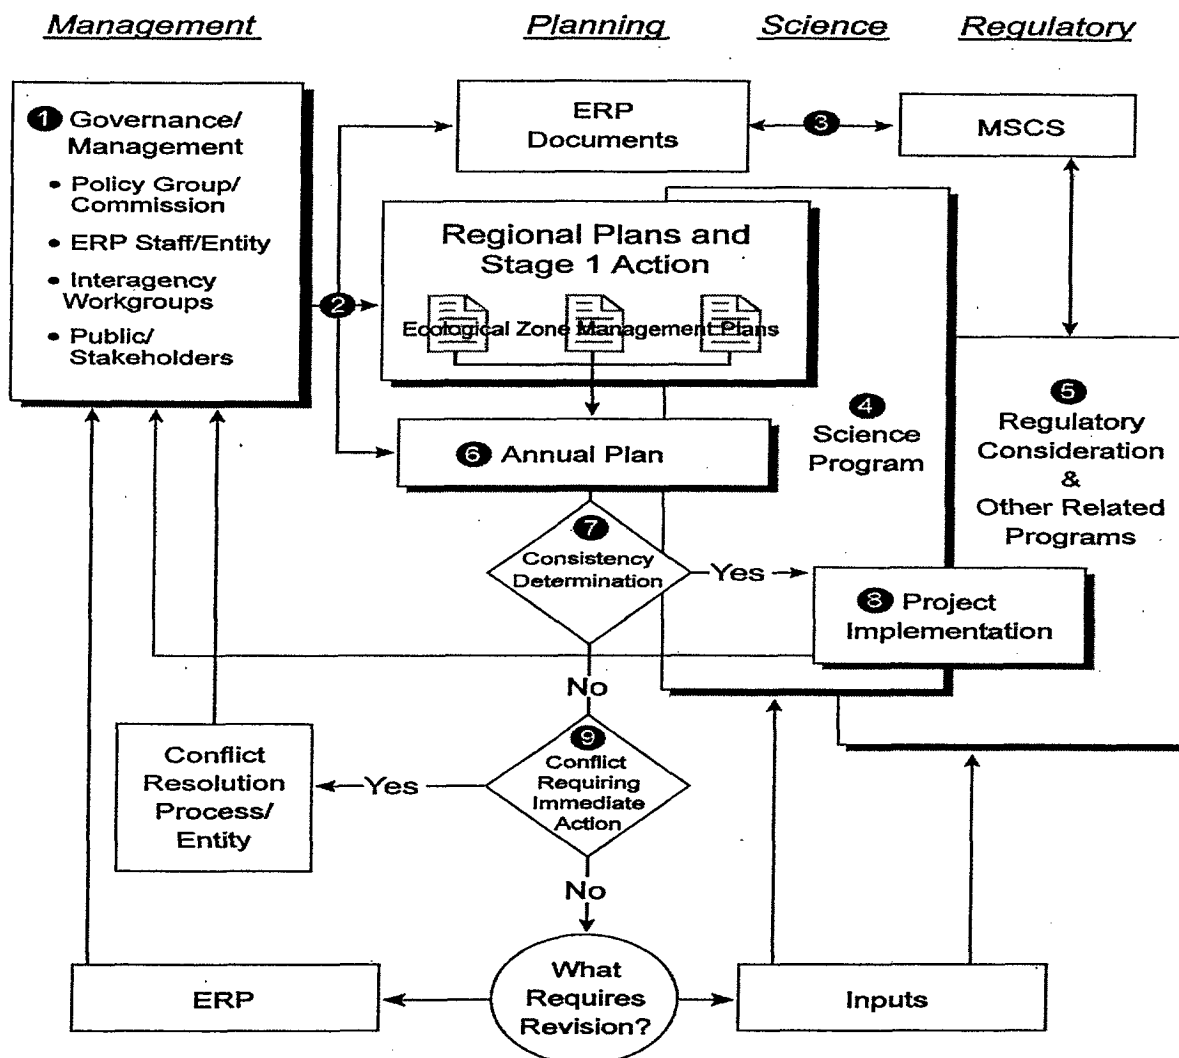 Management
Planning
Science
Regulatory
1 Governance/
Management
• Policy Group/
Commission
• ERP Staff/Entity
• Interagency
Workgroups
• Public/
Stakeholders
2
ERP
Documents
3
MSCS
Regional Plans and
Stage 1 Action
Ecological Zone Management Plans
4
Science
Program
5
Regulatory
Consideration
&
Other Related
Programs
6 Annual Plan
7
Consistency
Determination
Yes
8 Project
Implementation
No
9
Conflict
Requiring
Immediate
Action
Yes
Conflict
Resolution
Process/
Entity
No
What
Requires
Revision?
ERP
Inputs